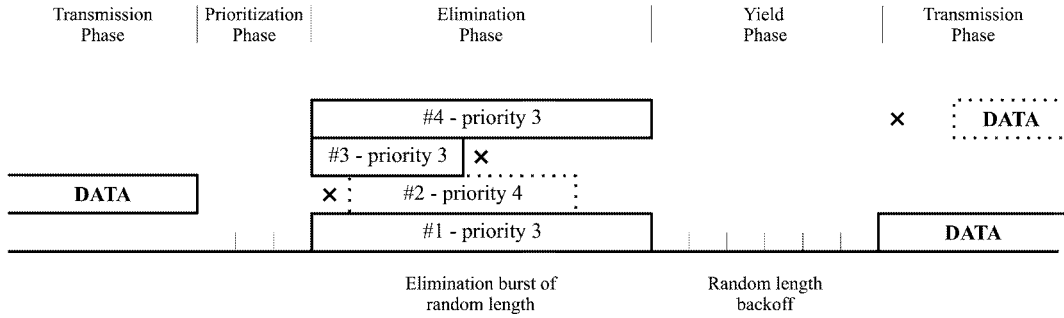 Transmission Phase
Prioritization Phase
Elimination Phase
Yield Phase
Transmission Phase
#4 - priority 3
× DATA
#3 - priority 3 ×
DATA
× #2 - priority 4
#1 - priority 3
DATA
Elimination burst of
random length
Random length
backoff